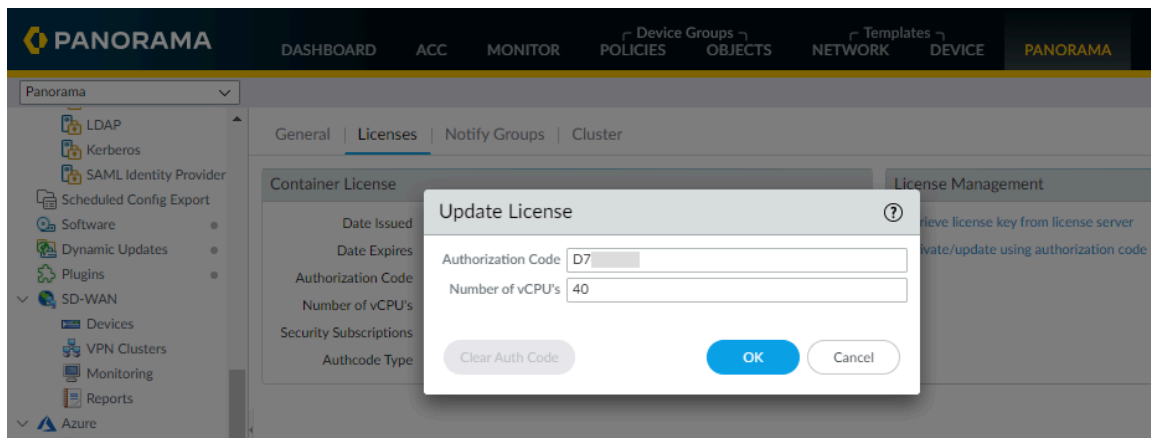 PANORAMA
Device Groups
Templates
DASHBOARD ACC MONITOR POLICIES OBJECTS NETWORK DEVICE PANORAMA
Panorama
LDAP
Kerberos
SAML Identity Provider
Scheduled Config Export
Software
Dynamic Updates
Plugins
SD-WAN
Devices
VPN Clusters
Monitoring
Reports
Azure
General | Licenses | Notify Groups | Cluster
Container License
Date Issued
Date Expires
Authorization Code
Number of vCPU's
Security Subscriptions
Authcode Type
License Management
rieve license key from license server
ivate/update using authorization code
Update License
?
Authorization Code D7
Number of vCPU's 40
Clear Auth Code OK Cancel